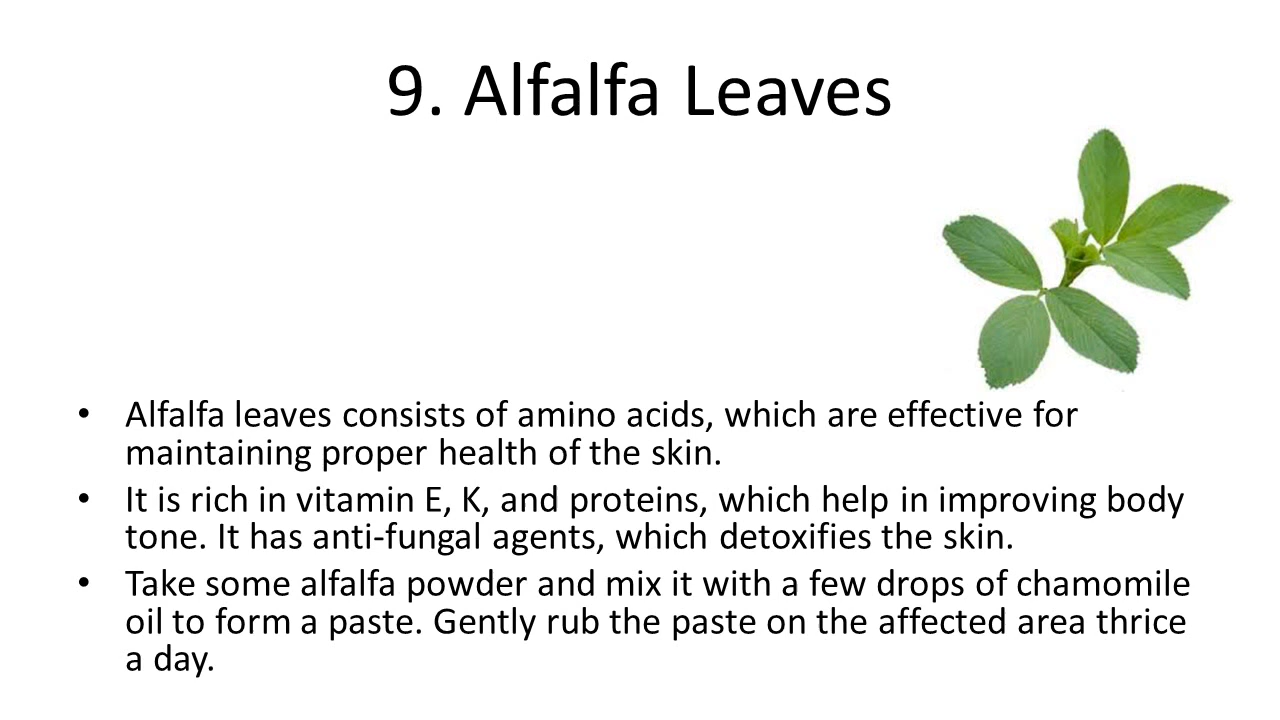 9. Alfalfa Leaves
• Alfalfa leaves consists of amino acids, which are effective for
maintaining proper health of the skin.
• It is rich in vitamin E, K, and proteins, which help in improving body
tone. It has anti-fungal agents, which detoxifies the skin.
• Take some alfalfa powder and mix it with a few drops of chamomile
oil to form a paste. Gently rub the paste on the affected area thrice
a day.